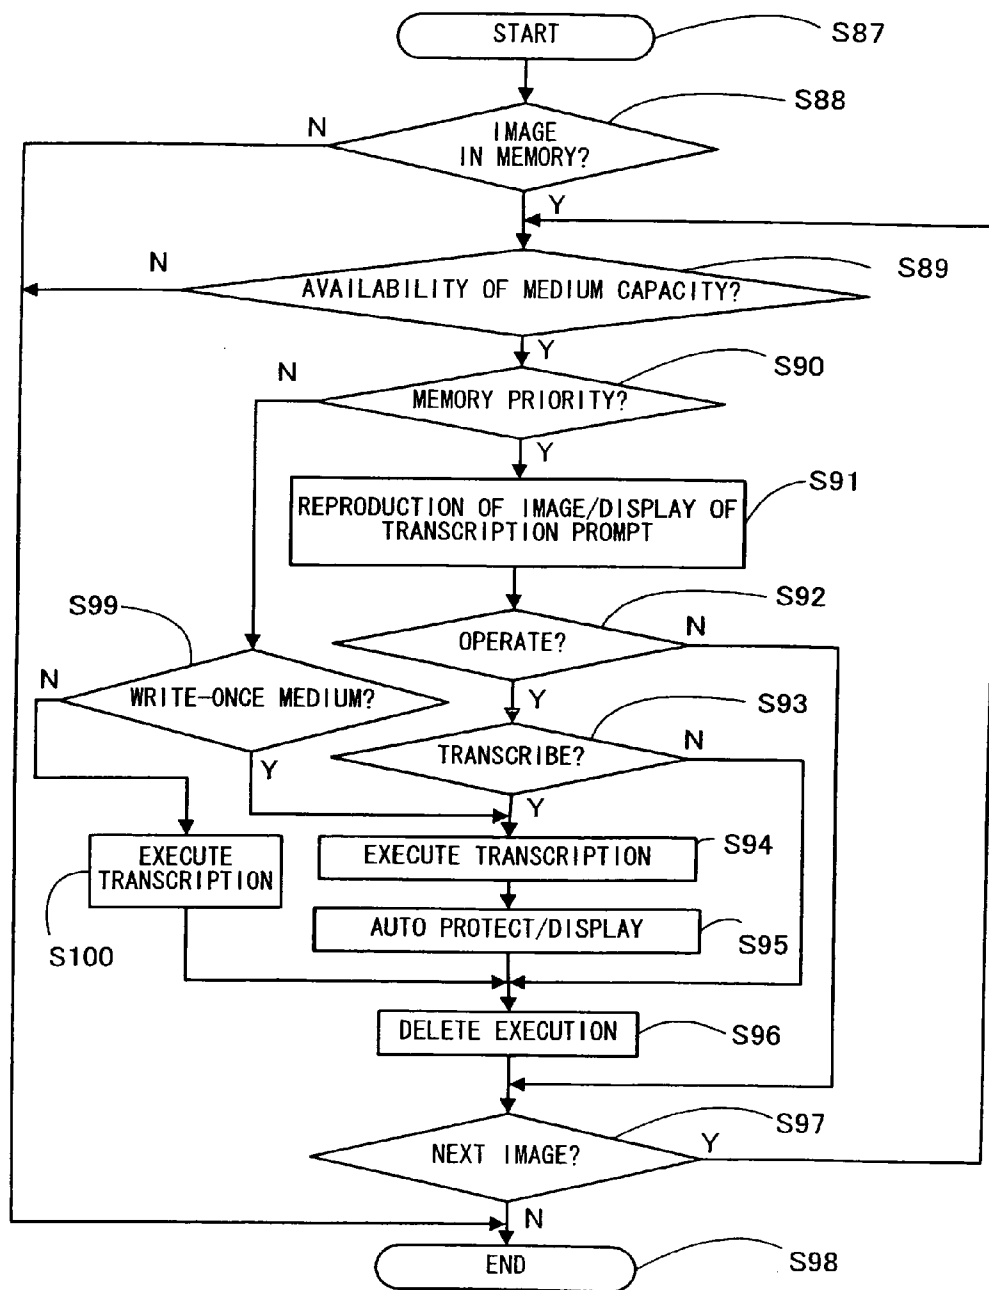 START
S87
S88
N
IMAGE
IN MEMORY?
Y
N
S89
AVAILABILITY OF MEDIUM CAPACITY?
Y
S90
N
MEMORY PRIORITY?
Y
S91
REPRODUCTION OF IMAGE/DISPLAY OF
TRANSCRIPTION PROMPT
S99
S92
N
OPERATE?
N
WRITE-ONCE MEDIUM?
Y
S93
N
TRANSCRIBE?
Y
Y
S94
EXECUTE
TRANSCRIPTION
EXECUTE TRANSCRIPTION
AUTO PROTECT/DISPLAY
S95
S100
DELETE EXECUTION
S96
S97
Y
NEXT IMAGE?
N
END
S98